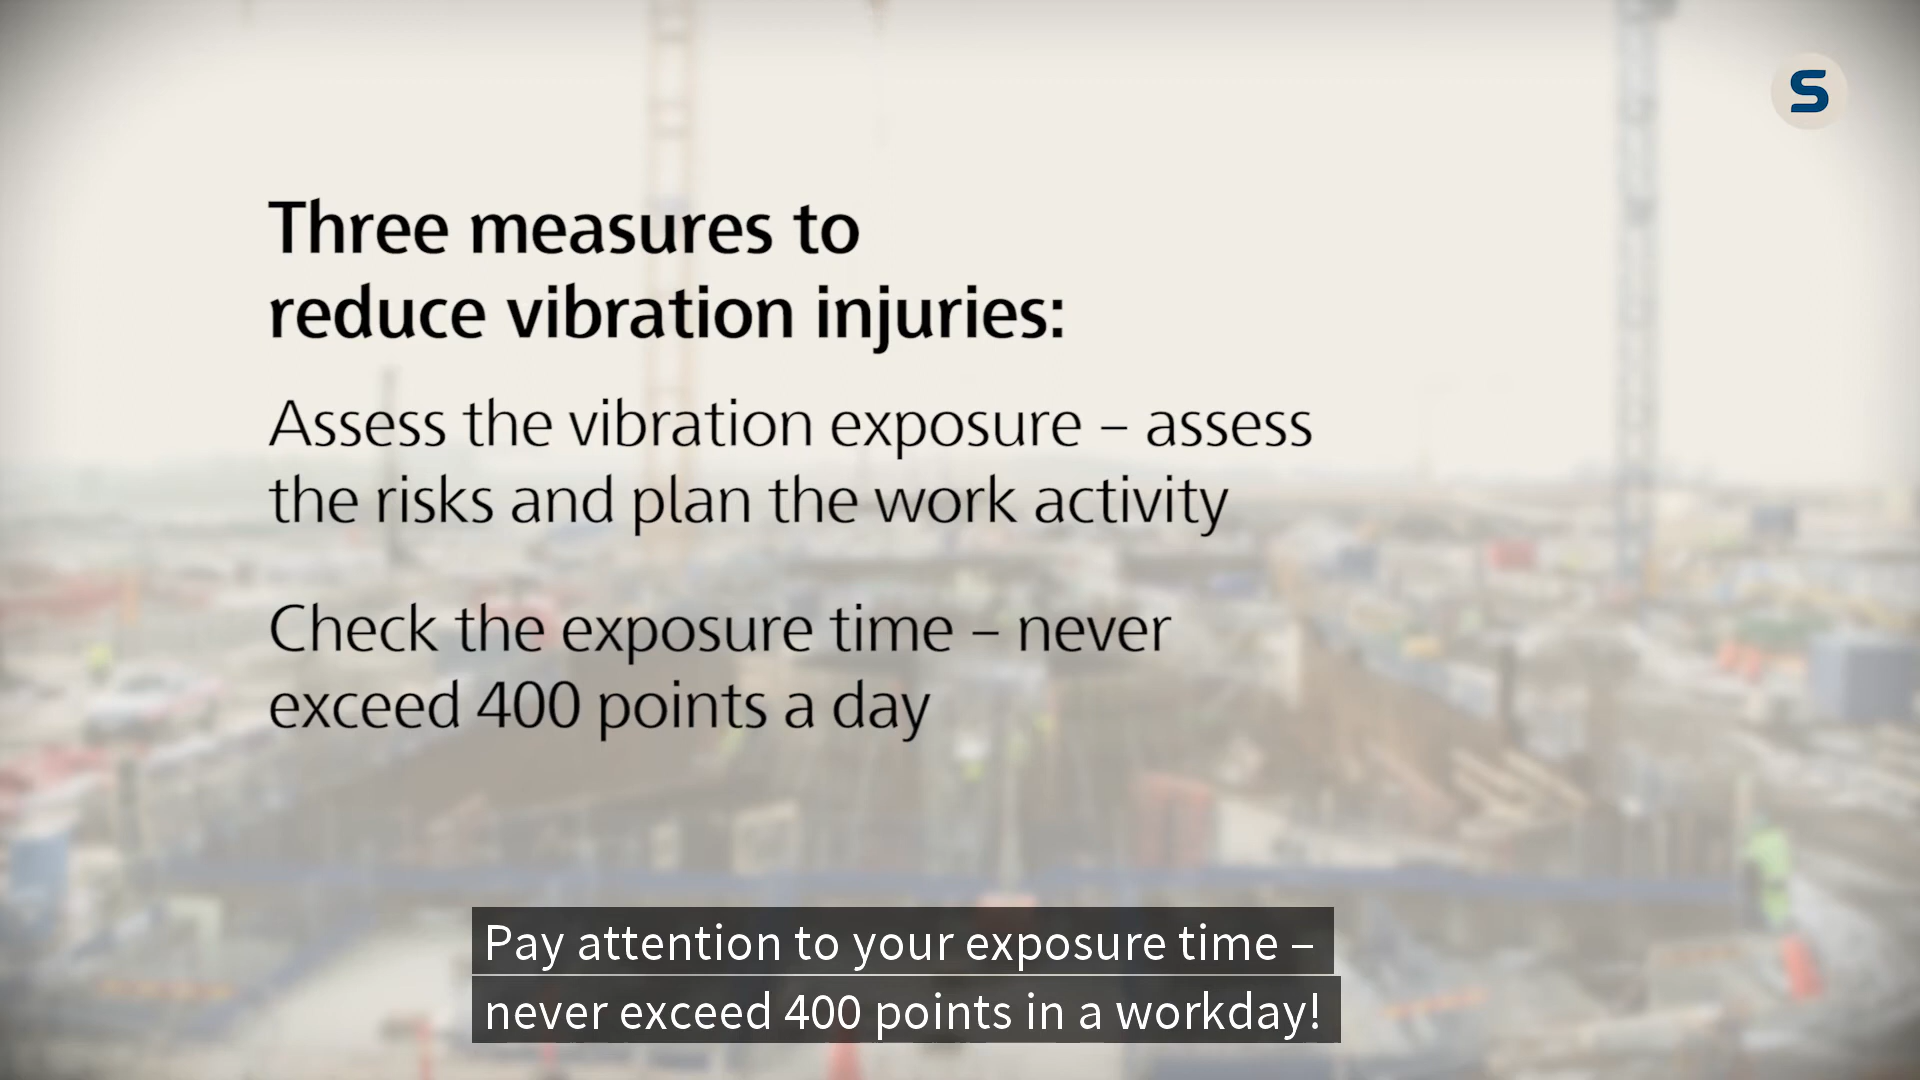 S
Three measures to
reduce vibration injuries:
Assess the vibration exposure – assess
the risks and plan the work activity
Check the exposure time – never
exceed 400 points a day
Pay attention to your exposure time –
never exceed 400 points in a workday!